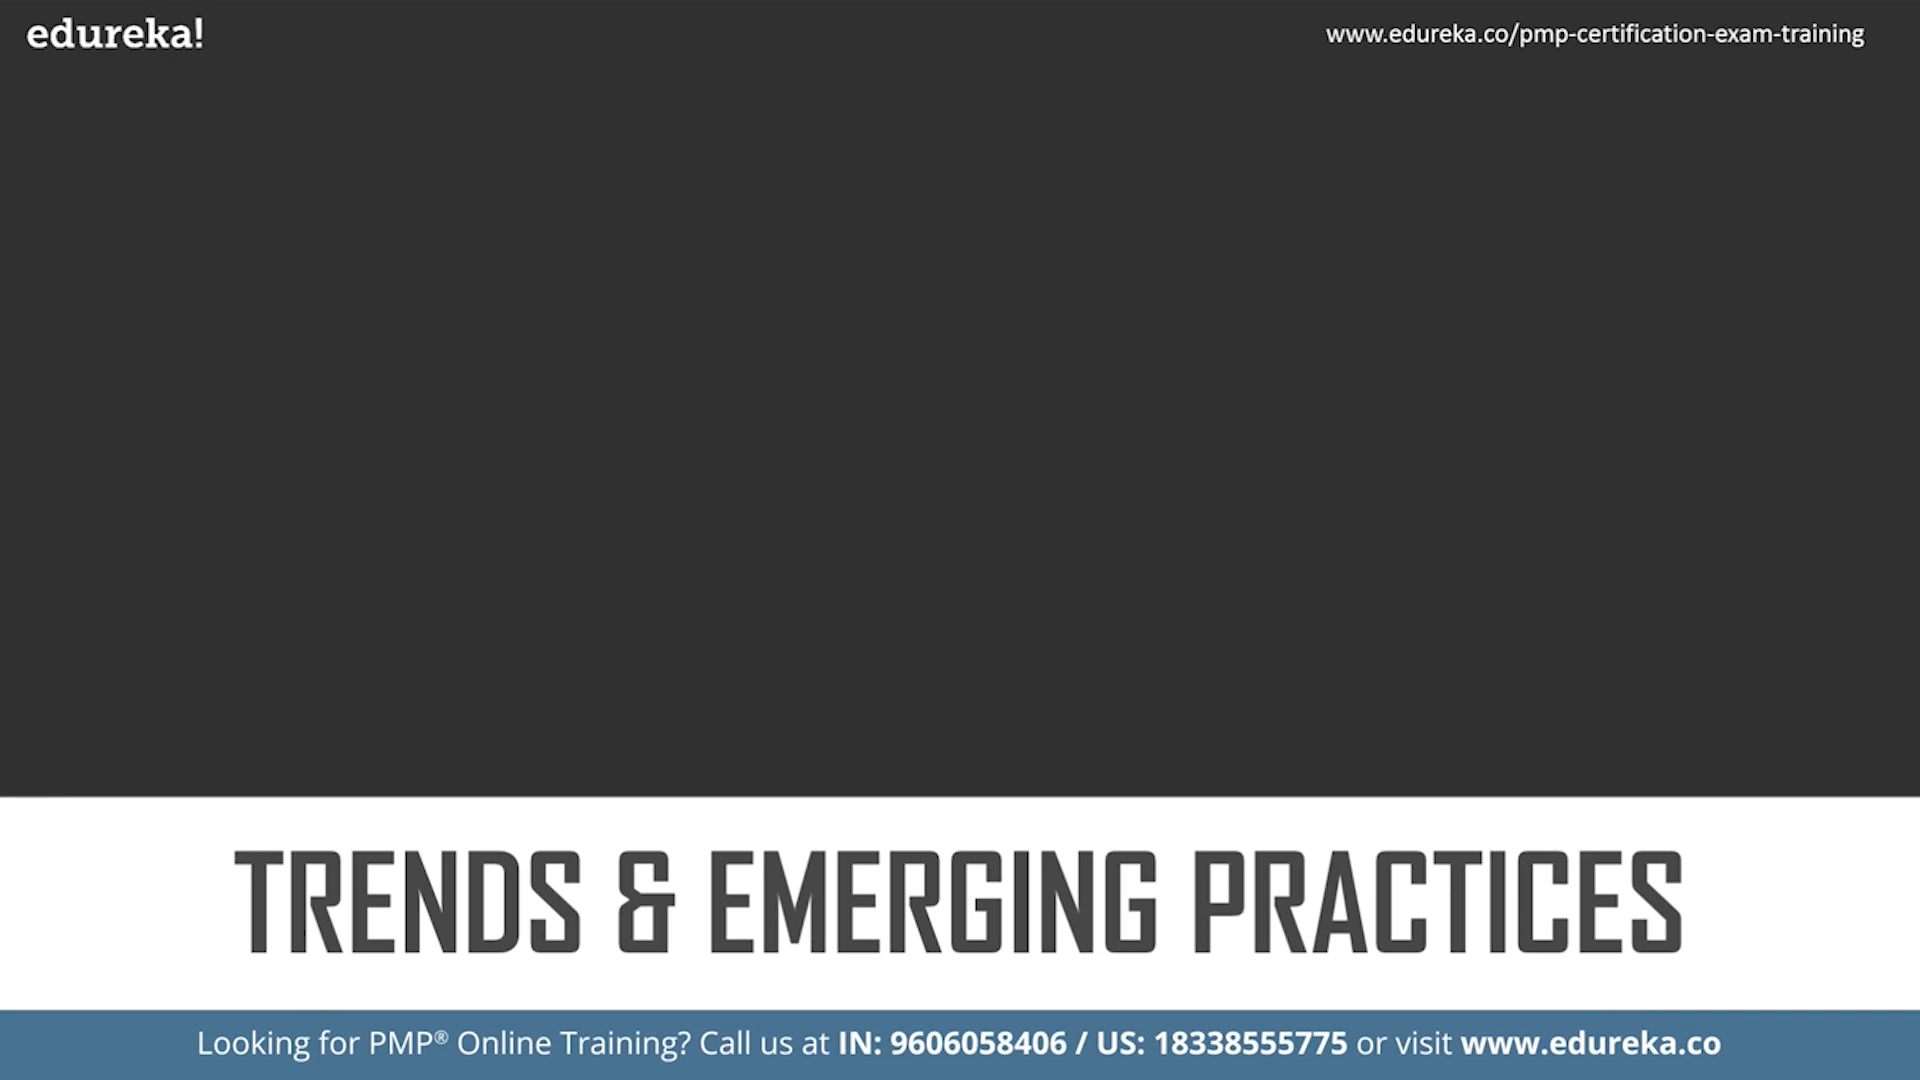 edureka!
www.edureka.co/pmp-certification-exam-training
TRENDS & EMERGING PRACTICES
Looking for PMP® Online Training? Call us at IN: 9606058406 / US: 18338555775 or visit www.edureka.co